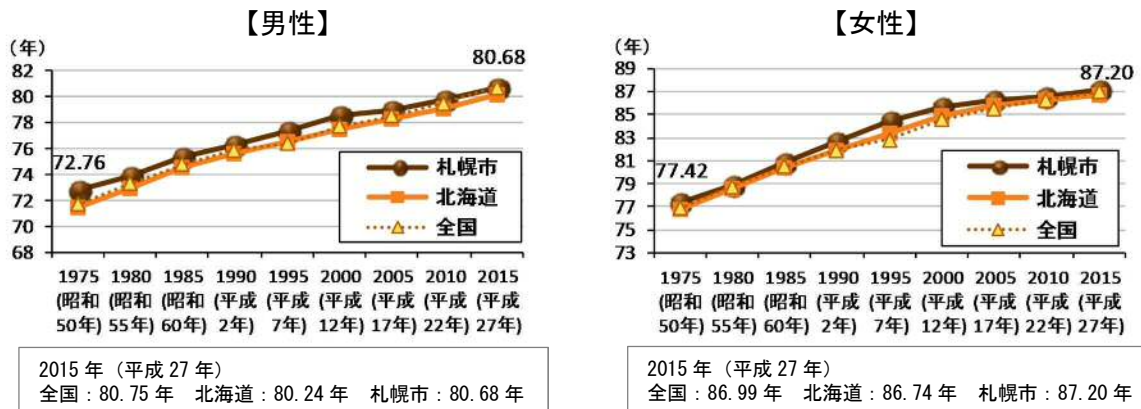 【男性】
(年)
80.68
82
80
78
76
74
72
70
68
72.76
札幌市
北海道
全国
1975 1980 1985 1990 1995 2000 2005 2010 2015
(昭和 (昭和 (昭和 (平成 (平成 (平成 (平成 (平成 (平成
50年) 55年) 60年) 2年) 7年) 12年) 17年) 22年) 27年)
2015 年（平成 27 年）
全国：80.75 年 北海道：80.24 年 札幌市：80.68 年
【女性】
(年)
87.20
89
87
85
83
81
79
77
75
73
77.42
札幌市
北海道
全国
1975 1980 1985 1990 1995 2000 2005 2010 2015
(昭和 (昭和 (昭和 (平成 (平成 (平成 (平成 (平成 (平成
50年) 55年) 60年) 2年) 7年) 12年) 17年) 22年) 27年)
2015 年（平成 27 年）
全国：86.99 年 北海道：86.74 年 札幌市：87.20 年